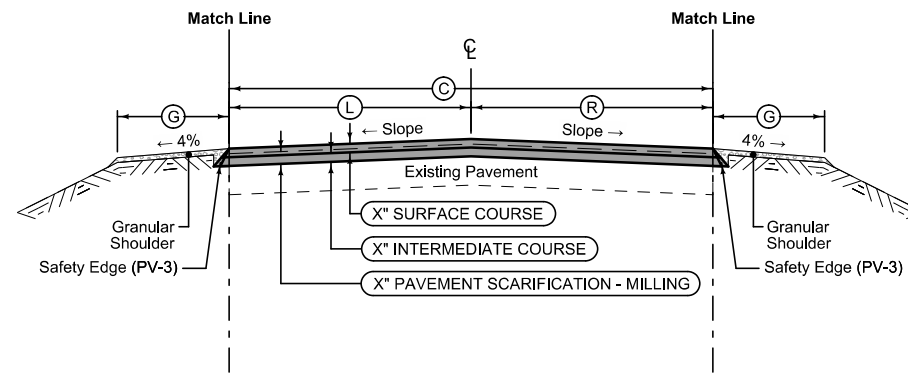 Match Line
Match Line
℄
C
L
R
G
G
← 4%
← Slope
Slope →
4% →
Existing Pavement
X" SURFACE COURSE
X" INTERMEDIATE COURSE
X" PAVEMENT SCARIFICATION - MILLING
Granular
Shoulder
Safety Edge (PV-3)
Granular
Shoulder
Safety Edge (PV-3)